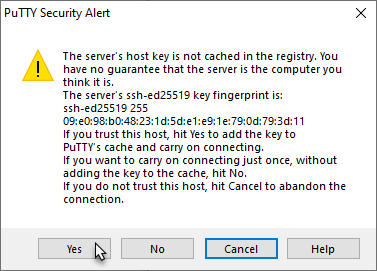 PuTTY Security Alert
The server's host key is not cached in the registry. You
have no guarantee that the server is the computer you
think it is.
The server's ssh-ed25519 key fingerprint is:
ssh-ed25519 255
09:e0:98:b0:48:23:1d:5d:e1:e9:1e:79:0d:79:3d:11
If you trust this host, hit Yes to add the key to
PuTTY's cache and carry on connecting.
If you want to carry on connecting just once, without
adding the key to the cache, hit No.
If you do not trust this host, hit Cancel to abandon the
connection.
Yes No Cancel Help